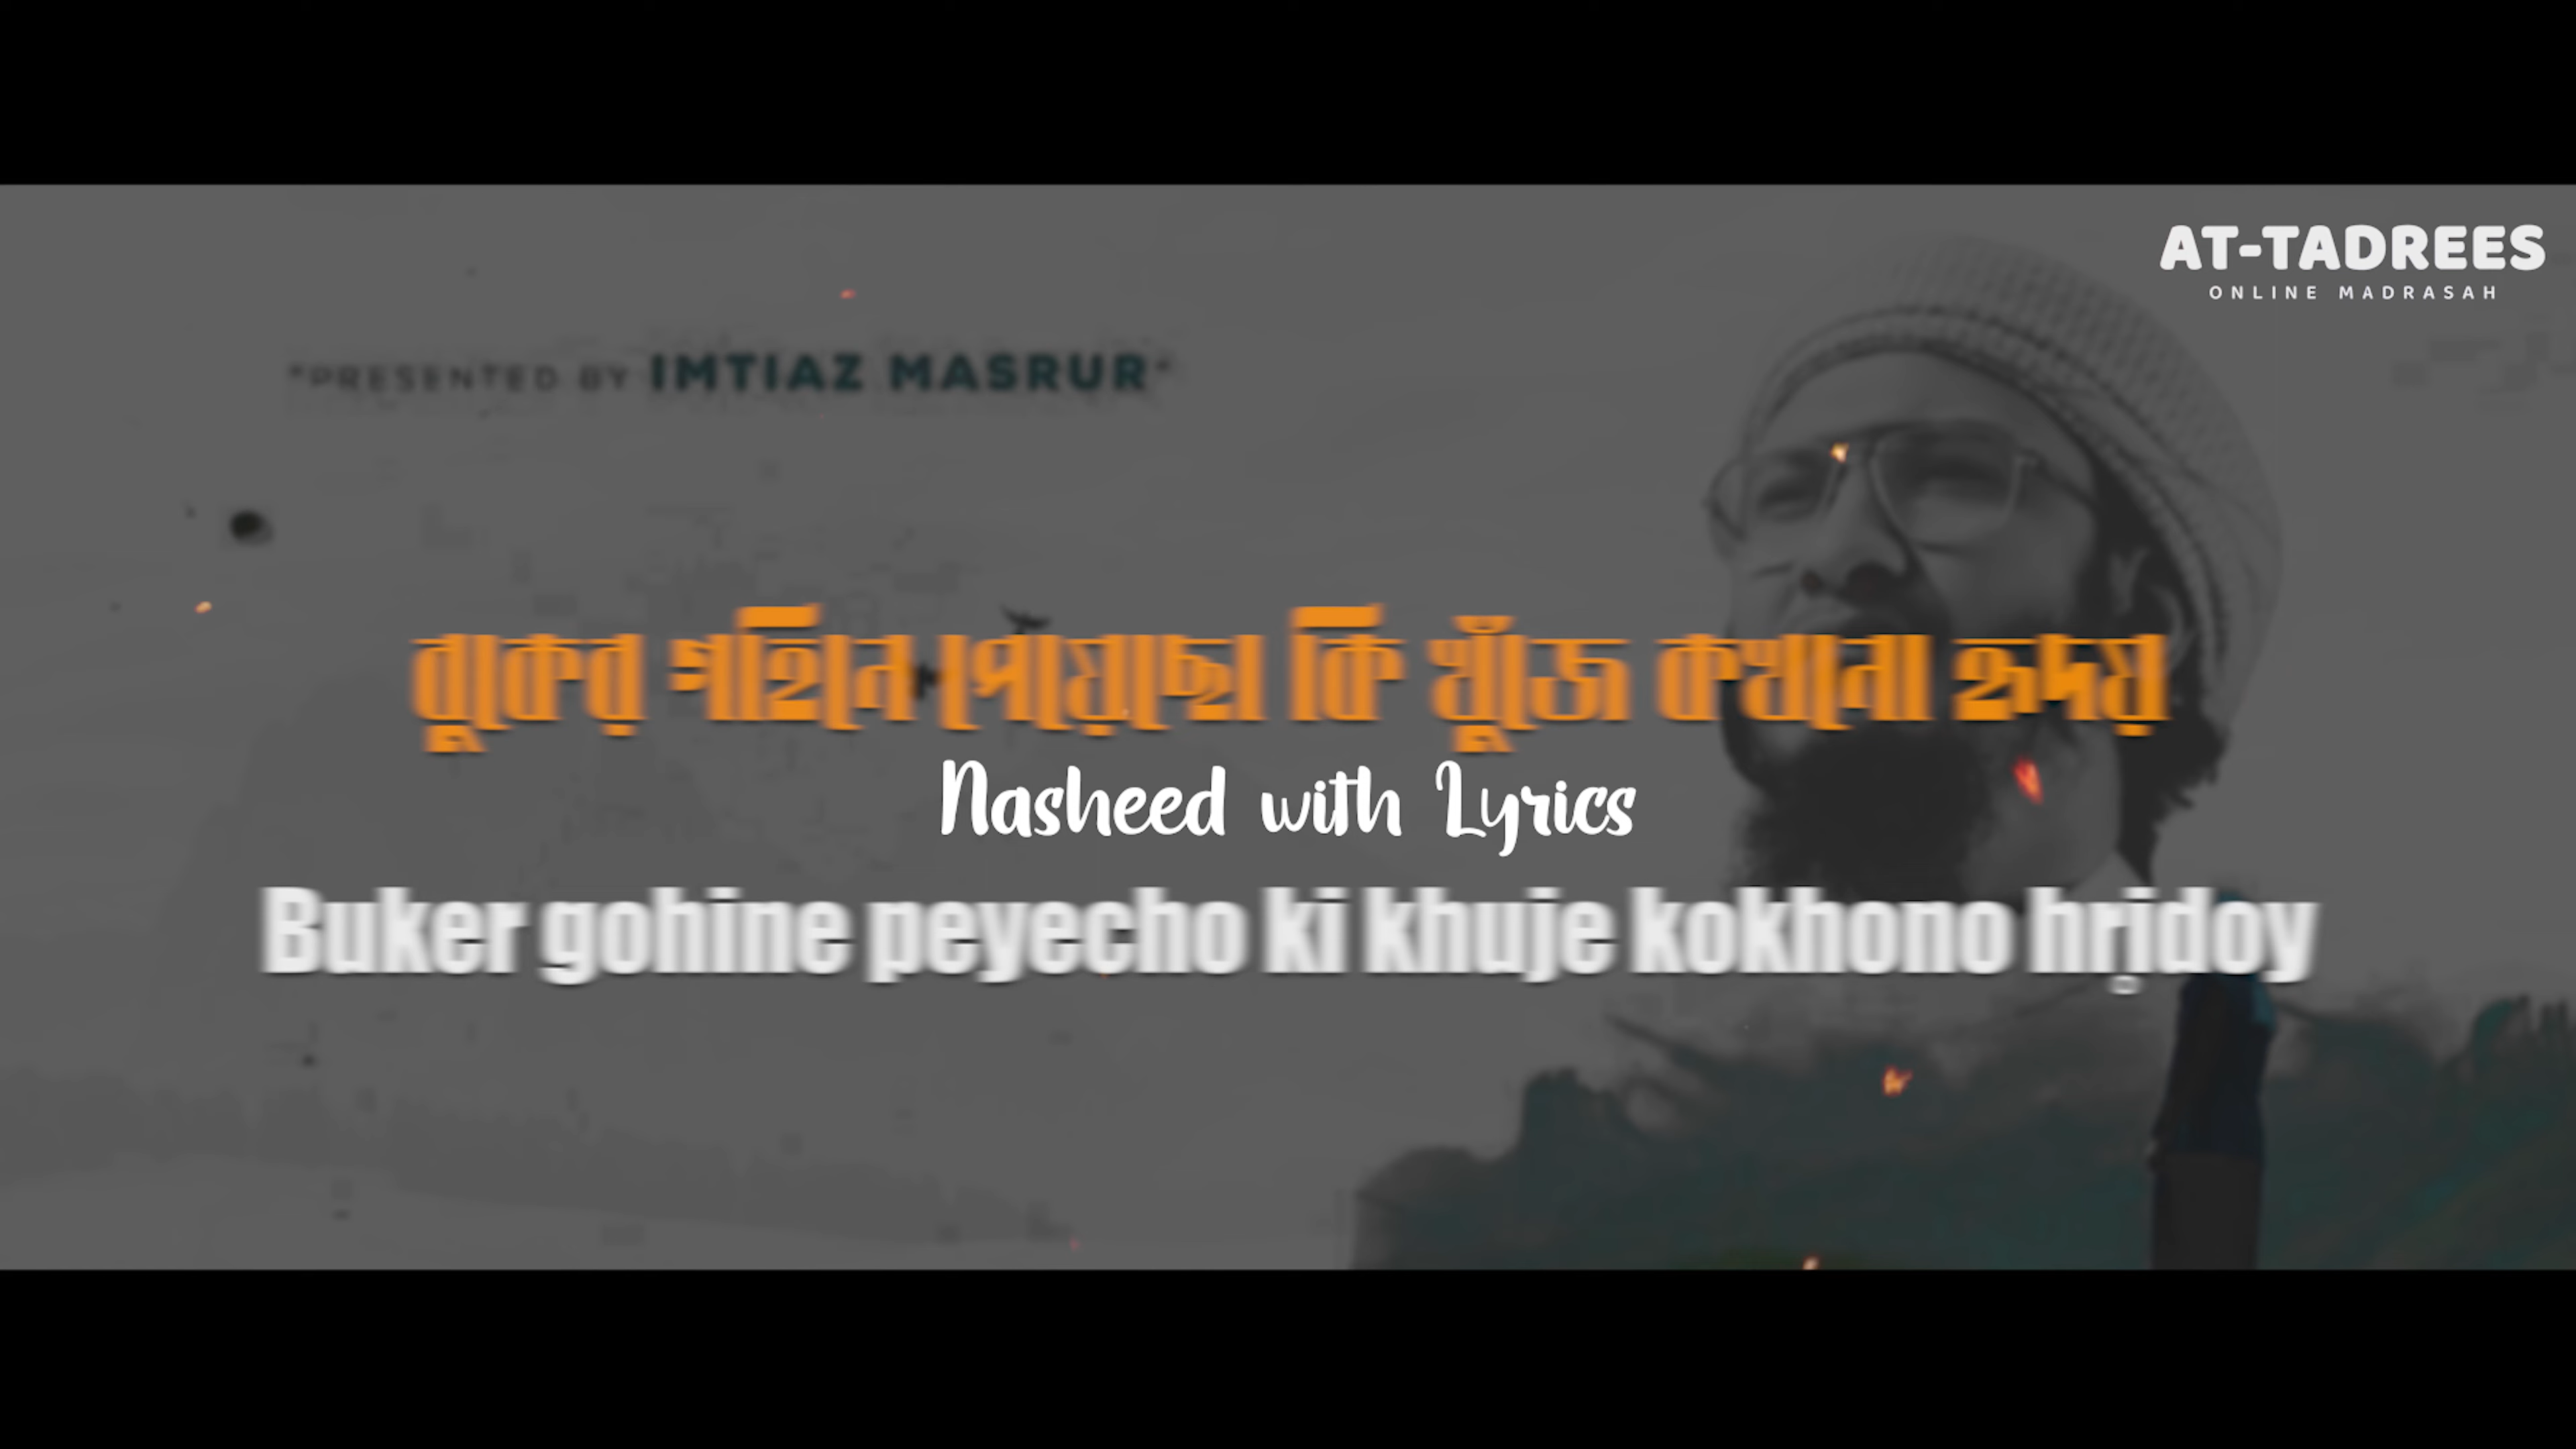 AT-TADREES
ONLINE MADRASAH
"PRESENTED BY IMTIAZ MASRUR"
বুকের গহিনে পেয়েছো কি খুঁজে কখনো হৃদয়
Nasheed with Lyrics
Buker gohine peyecho ki khuje kokhono hṛidoy